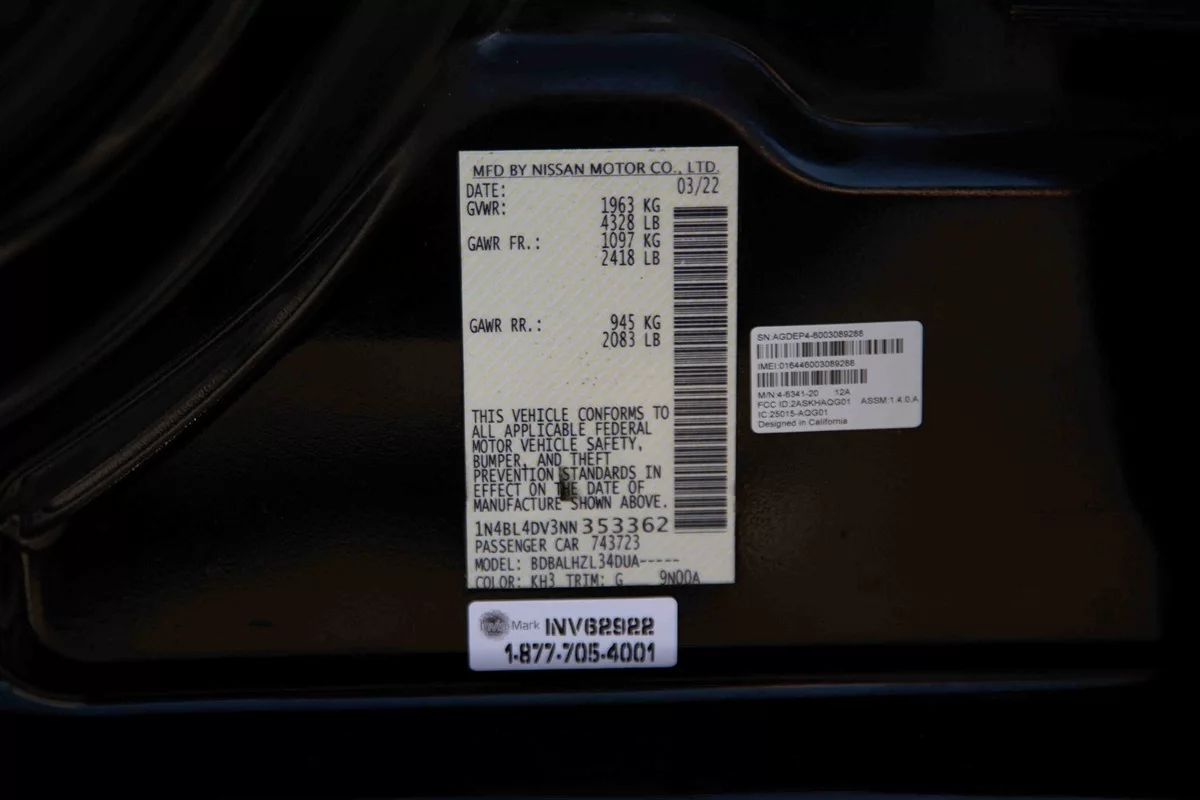 MFD BY NISSAN MOTOR CO., LTD.
DATE: 03/22
GVWR: 1963 KG
4328 LB
GAWR FR.: 1097 KG
2418 LB
GAWR RR.: 945 KG
2083 LB
THIS VEHICLE CONFORMS TO
ALL APPLICABLE FEDERAL
MOTOR VEHICLE SAFETY,
BUMPER, AND THEFT
PREVENTION STANDARDS IN
EFFECT ON THE DATE OF
MANUFACTURE SHOWN ABOVE.
1N4BL4DV3NN353362
PASSENGER CAR 743723
MODEL: BDBALHZL34DUA-----
COLOR: KH3 TRIM: G 9N00A
SN:AGDEP4-6003089286
IMEI:016446003089286
M/N:4-6341-20 12A
FCC ID:2ASKHAQG01 ASSM:1.4.0.A
IC:25015-AQG01
Designed in California
Mark INV62922
1-877-705-4001